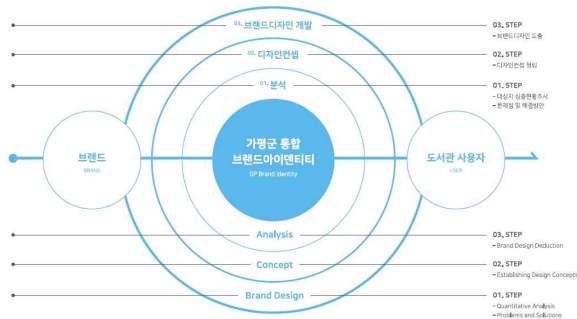 03. 브랜드디자인 개발
03. STEP
- 브랜드디자인 도출
02. 디자인컨셉
02. STEP
- 디자인컨셉 정립
01. 분석
01. STEP
- 대상지 심층현황조사
- 문제점 및 해결방안
가평군 통합
브랜드아이덴티티
GP Brand Identity
브랜드
BRAND
도서관 사용자
USER
Analysis
03. STEP
- Brand Design Deduction
Concept
02. STEP
- Establishing Design Concepts
Brand Design
01. STEP
- Quantitative Analysis
- Problems and Solutions